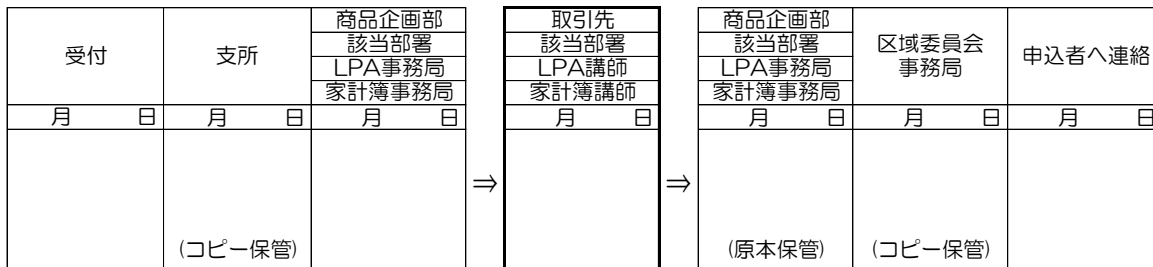 受付
支所
商品企画部
該当部署
LPA事務局
家計簿事務局
取引先
該当部署
LPA講師
家計簿講師
商品企画部
該当部署
LPA事務局
家計簿事務局
区域委員会
事務局
申込者へ連絡
月 日
月 日
月 日
月 日
月 日
月 日
月 日
⇒
⇒
(コピー保管)
(原本保管)
(コピー保管)